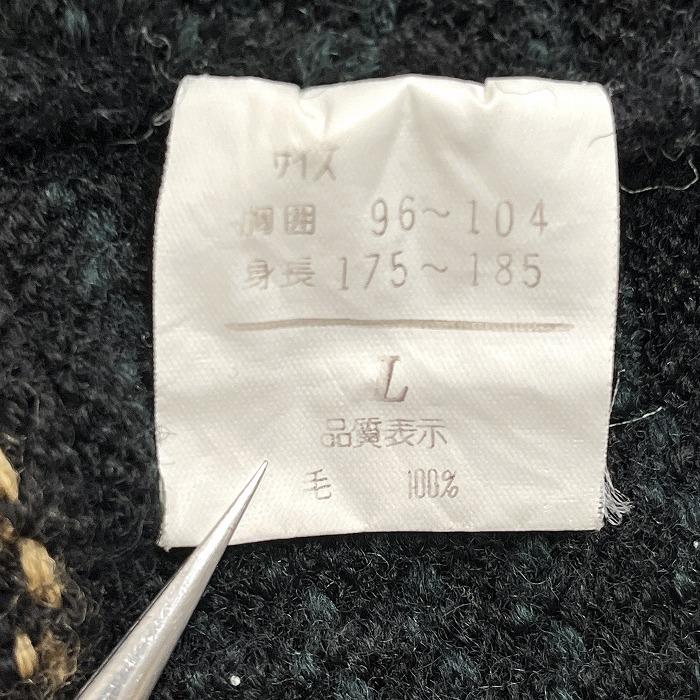 サイズ
胸囲 96～104
身長 175～185
L
品質表示
毛 100%